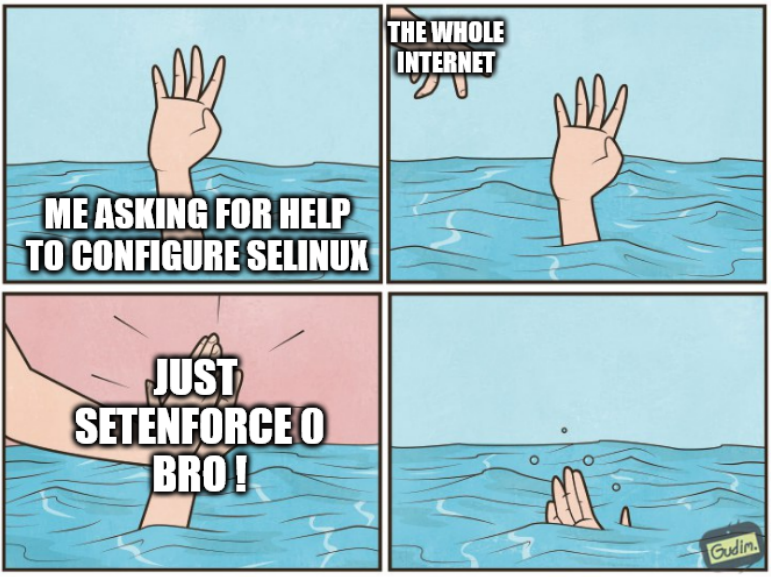 ME ASKING FOR HELP
TO CONFIGURE SELINUX
THE WHOLE
INTERNET
JUST
SETENFORCE 0
BRO !
Gudim.